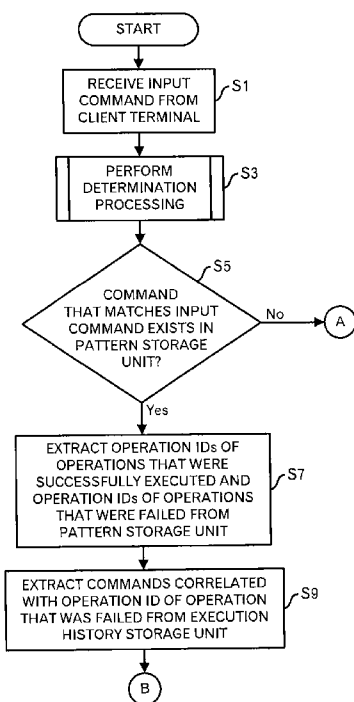 START
RECEIVE INPUT
COMMAND FROM
CLIENT TERMINAL
S1
PERFORM
DETERMINATION
PROCESSING
S3
S5
COMMAND
THAT MATCHES INPUT
COMMAND EXISTS IN
PATTERN STORAGE
UNIT?
No
A
Yes
EXTRACT OPERATION IDs OF
OPERATIONS THAT WERE
SUCCESSFULLY EXECUTED AND
OPERATION IDs OF OPERATIONS
THAT WERE FAILED FROM
PATTERN STORAGE UNIT
S7
EXTRACT COMMANDS CORRELATED
WITH OPERATION ID OF OPERATION
THAT WAS FAILED FROM EXECUTION
HISTORY STORAGE UNIT
S9
B